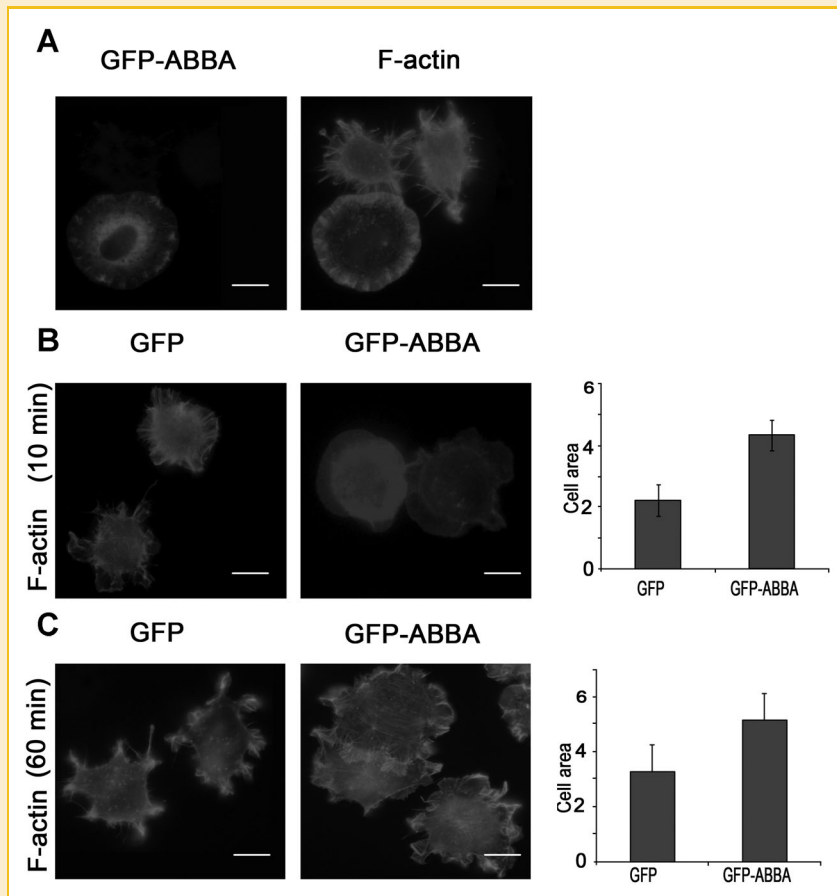 A
GFP-ABBA
F-actin
B
GFP
GFP-ABBA
F-actin (10 min)
6
4
2
0
Cell area
GFP
GFP-ABBA
C
GFP
GFP-ABBA
F-actin (60 min)
6
4
2
0
Cell area
GFP
GFP-ABBA